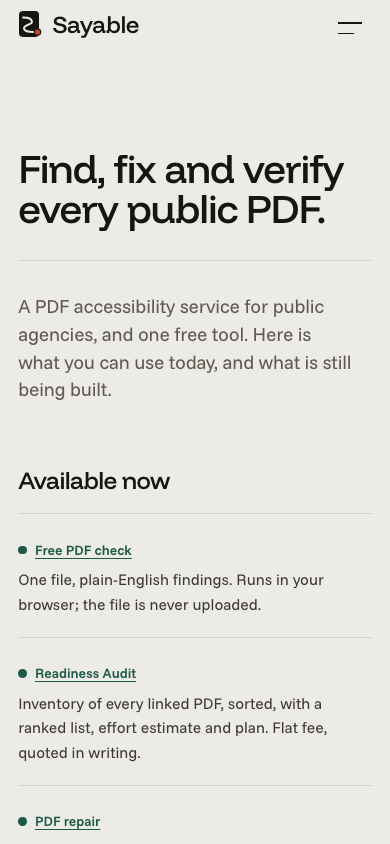 Sayable
Find, fix and verify
every public PDF.
A PDF accessibility service for public
agencies, and one free tool. Here is
what you can use today, and what is still
being built.
Available now
Free PDF check
One file, plain-English findings. Runs in your
browser; the file is never uploaded.
Readiness Audit
Inventory of every linked PDF, sorted, with a
ranked list, effort estimate and plan. Flat fee,
quoted in writing.
PDF repair